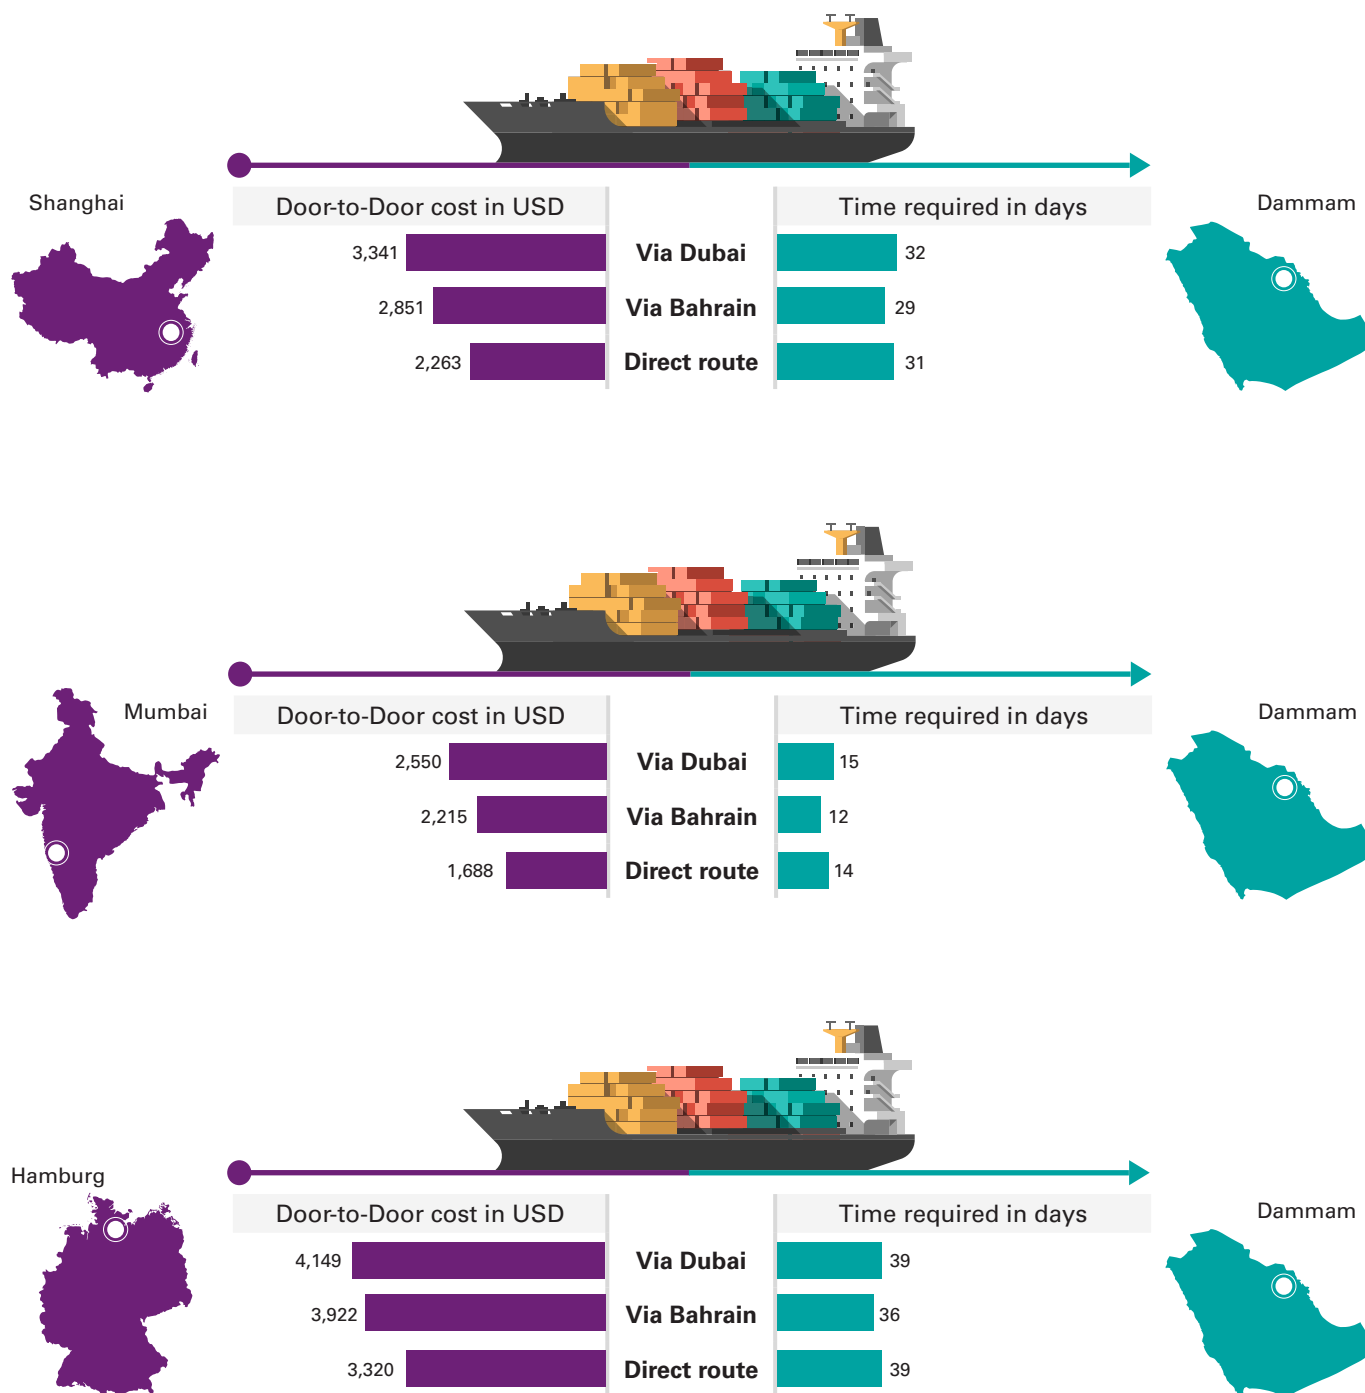 Shanghai
Dammam
Door-to-Door cost in USD
Time required in days
3,341 Via Dubai 32
2,851 Via Bahrain 29
2,263 Direct route 31
Mumbai
Dammam
Door-to-Door cost in USD
Time required in days
2,550 Via Dubai 15
2,215 Via Bahrain 12
1,688 Direct route 14
Hamburg
Dammam
Door-to-Door cost in USD
Time required in days
4,149 Via Dubai 39
3,922 Via Bahrain 36
3,320 Direct route 39